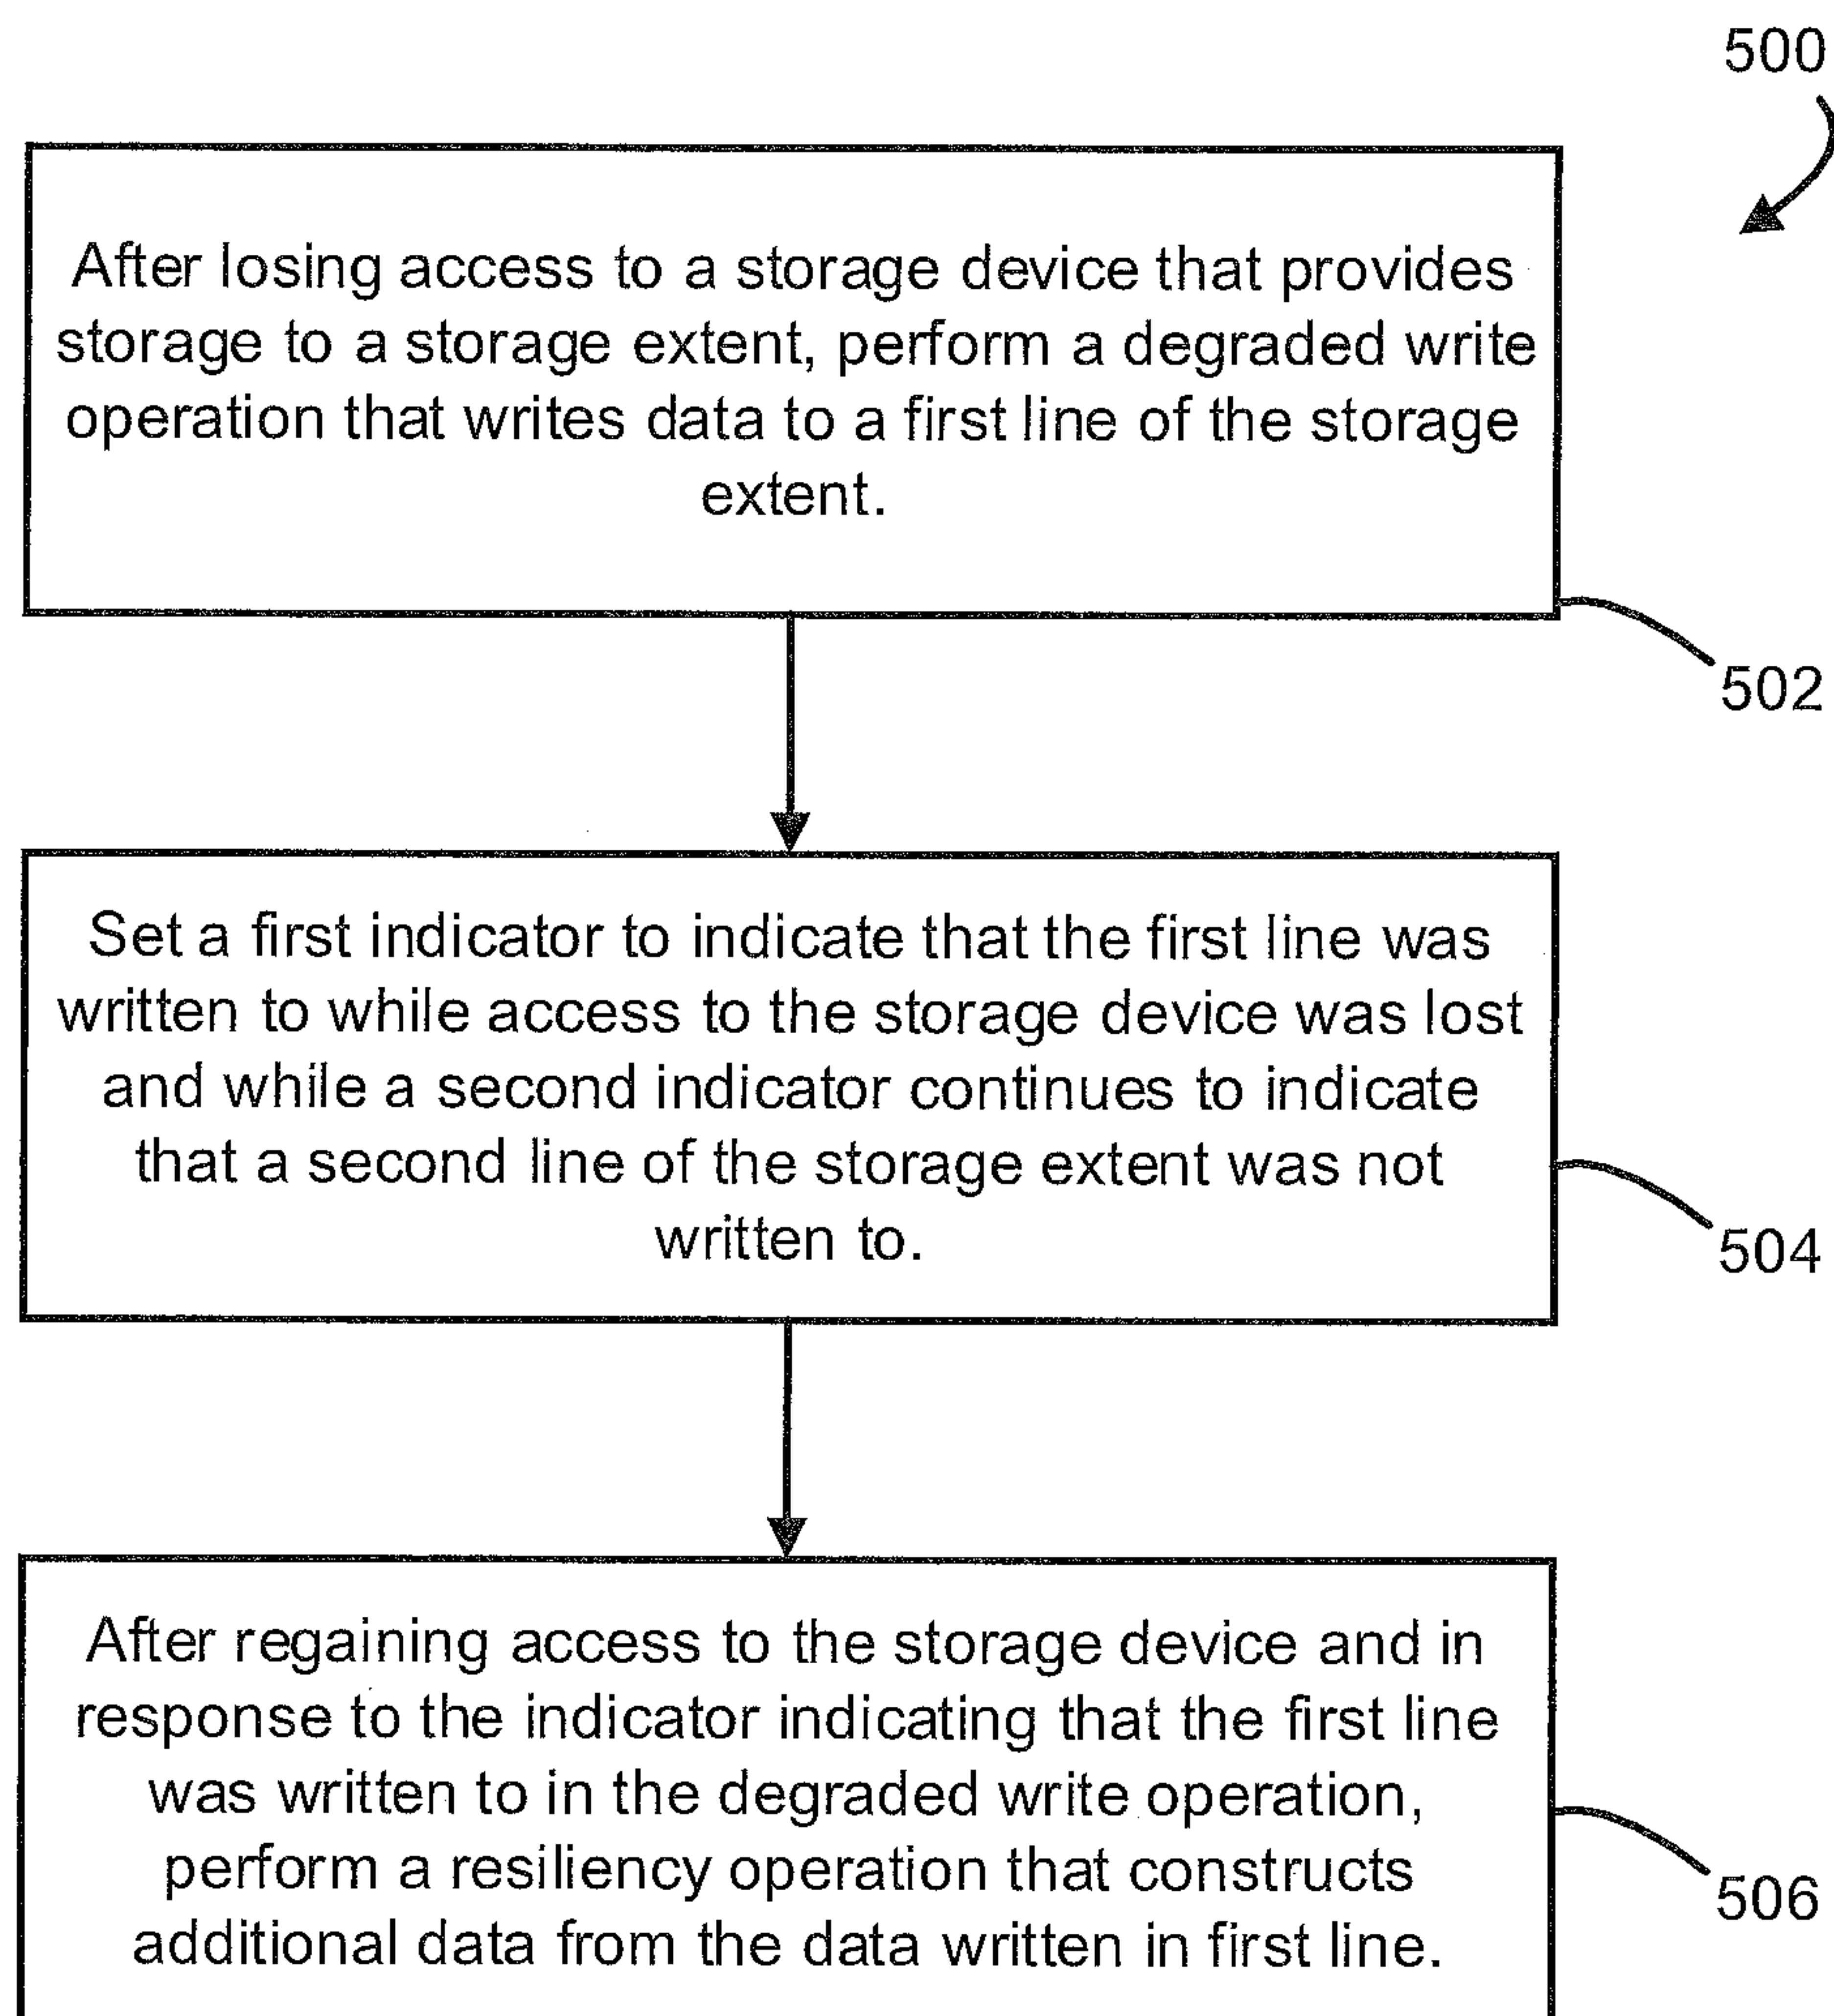 500
After losing access to a storage device that provides
storage to a storage extent, perform a degraded write
operation that writes data to a first line of the storage
extent.
502
Set a first indicator to indicate that the first line was
written to while access to the storage device was lost
and while a second indicator continues to indicate
that a second line of the storage extent was not
written to.
504
After regaining access to the storage device and in
response to the indicator indicating that the first line
was written to in the degraded write operation,
perform a resiliency operation that constructs
additional data from the data written in first line.
506